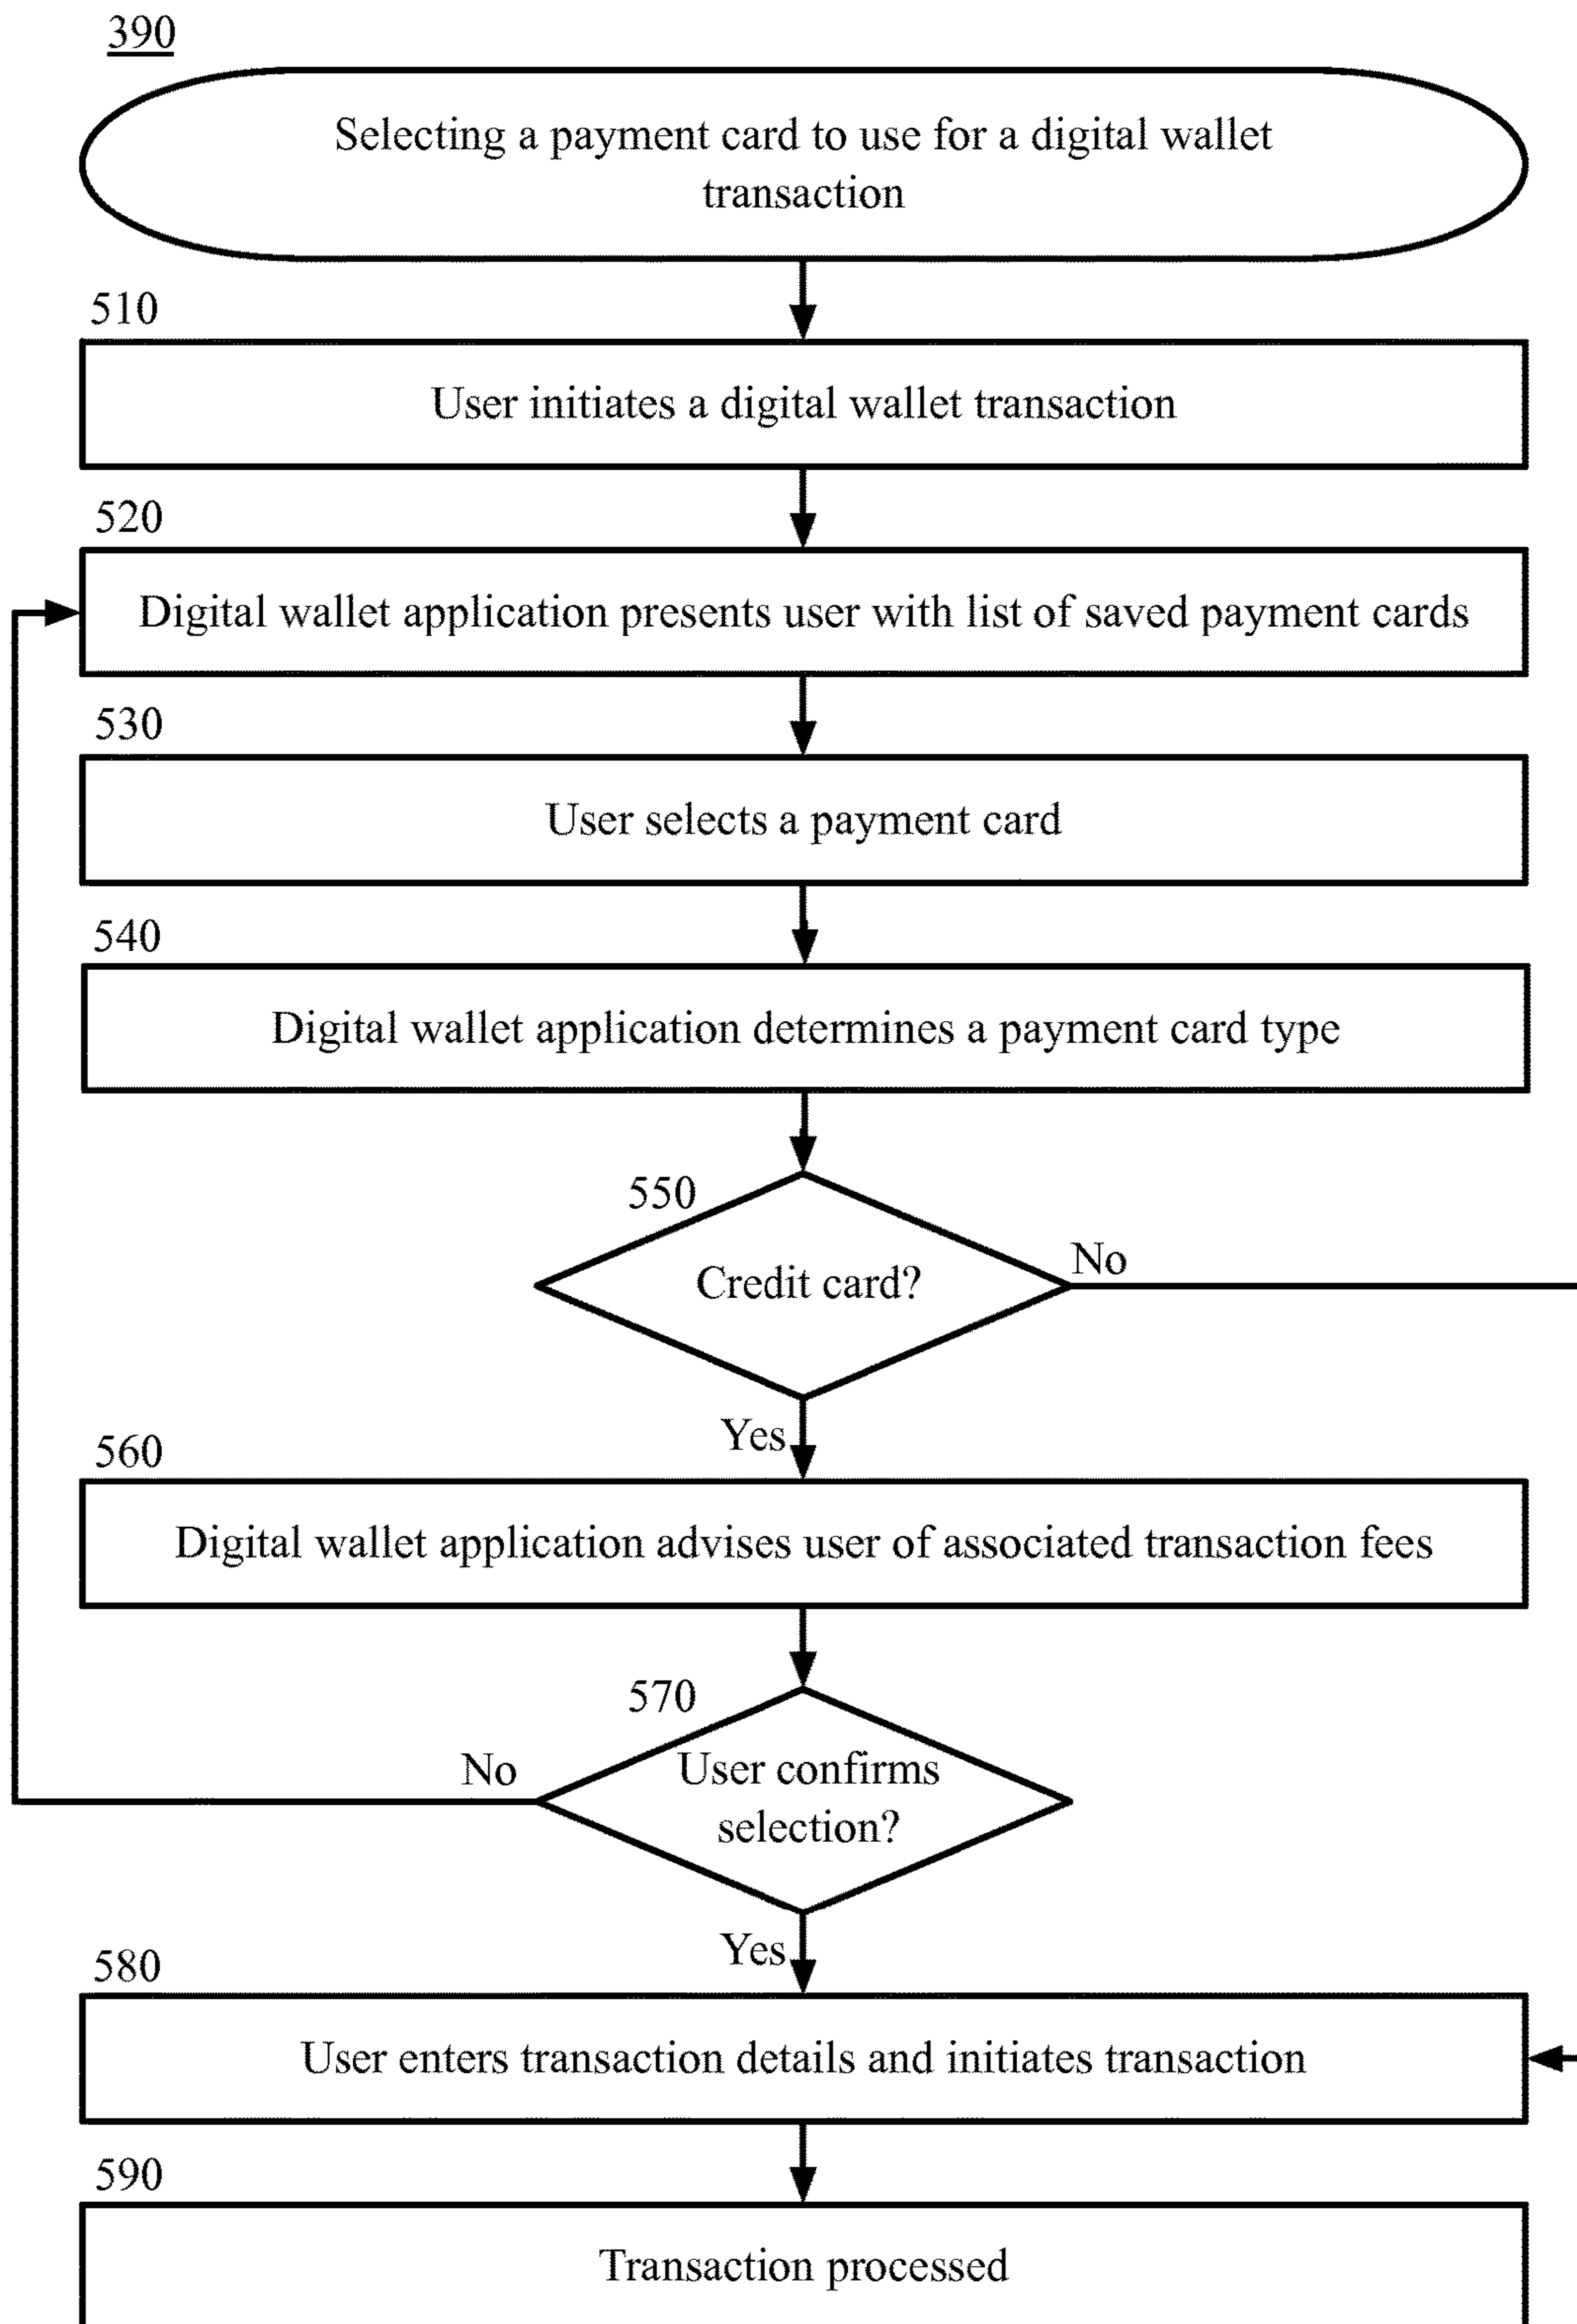 390
Selecting a payment card to use for a digital wallet
transaction
510
User initiates a digital wallet transaction
520
Digital wallet application presents user with list of saved payment cards
530
User selects a payment card
540
Digital wallet application determines a payment card type
550
Credit card?
No
Yes
560
Digital wallet application advises user of associated transaction fees
570
User confirms
selection?
No
Yes
580
User enters transaction details and initiates transaction
590
Transaction processed